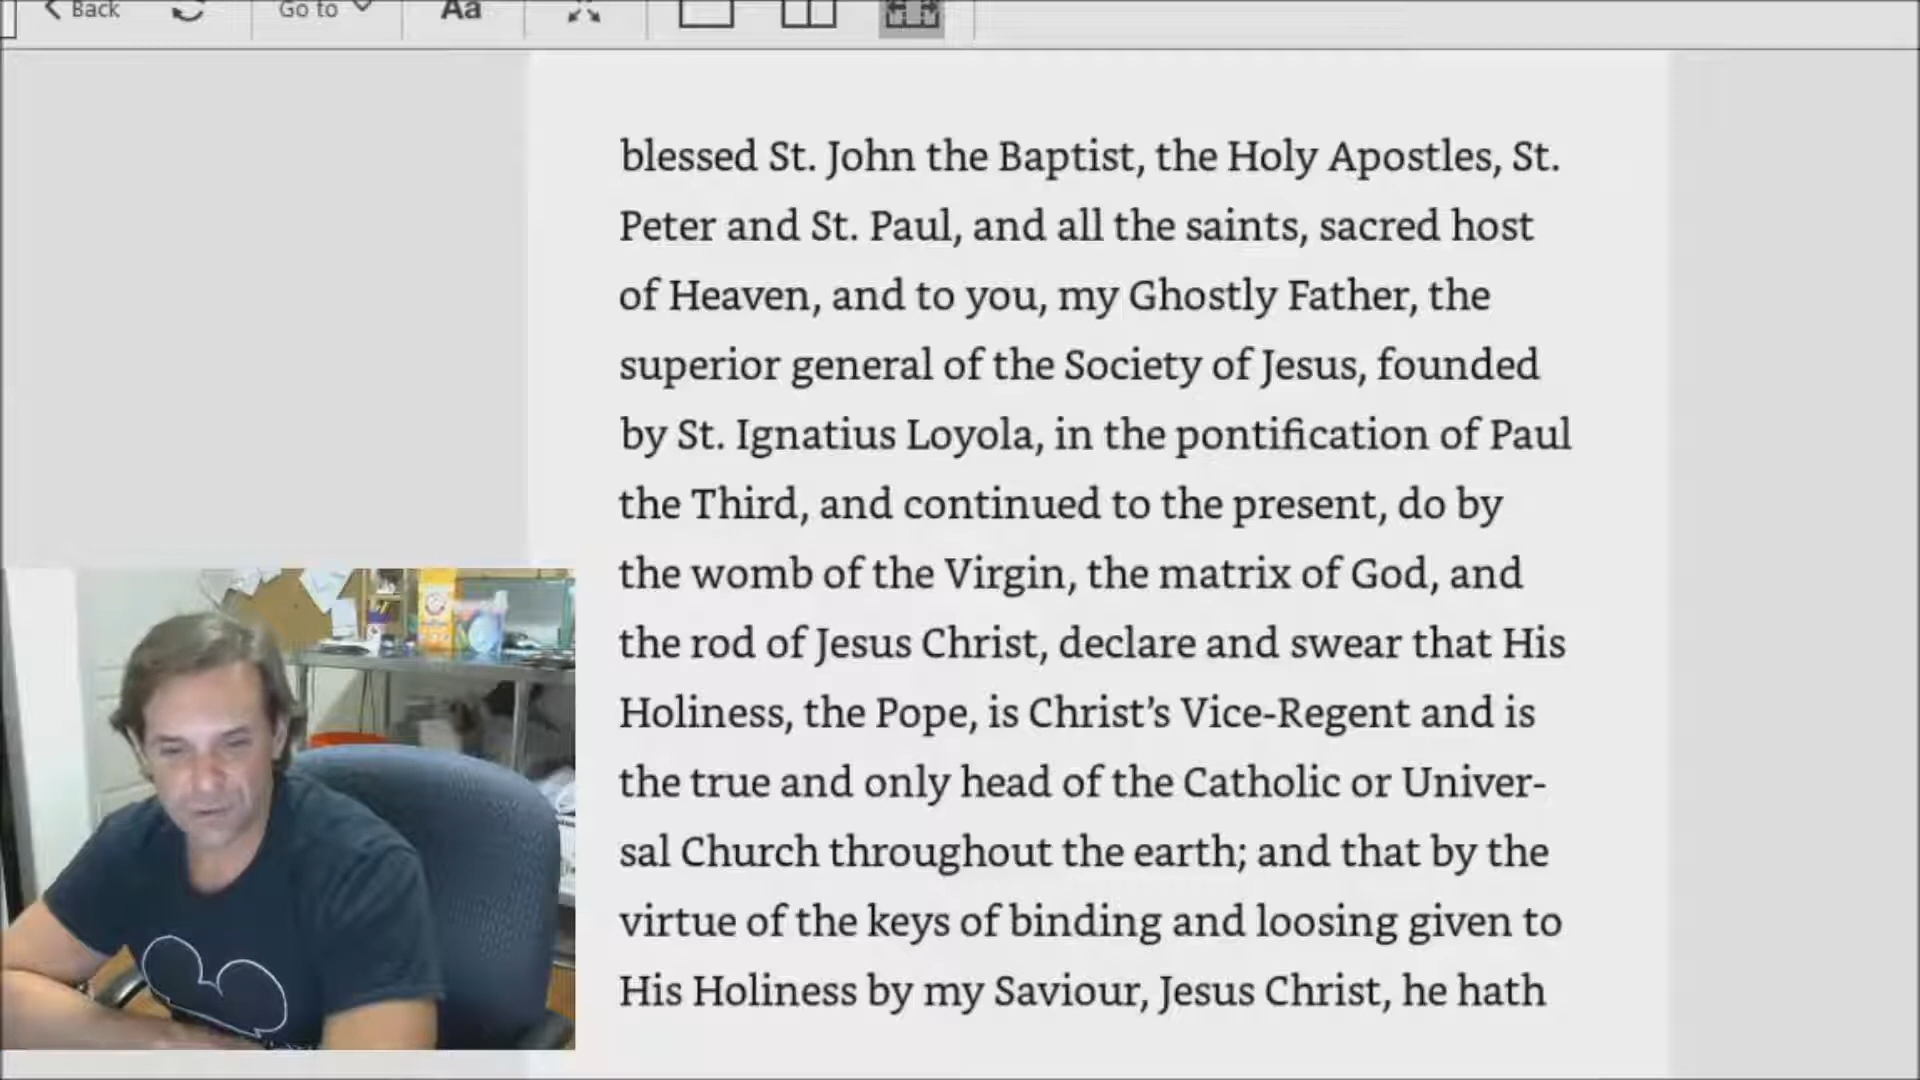 Back
Go to
Aa
blessed St. John the Baptist, the Holy Apostles, St.
Peter and St. Paul, and all the saints, sacred host
of Heaven, and to you, my Ghostly Father, the
superior general of the Society of Jesus, founded
by St. Ignatius Loyola, in the pontification of Paul
the Third, and continued to the present, do by
the womb of the Virgin, the matrix of God, and
the rod of Jesus Christ, declare and swear that His
Holiness, the Pope, is Christ’s Vice-Regent and is
the true and only head of the Catholic or Univer-
sal Church throughout the earth; and that by the
virtue of the keys of binding and loosing given to
His Holiness by my Saviour, Jesus Christ, he hath